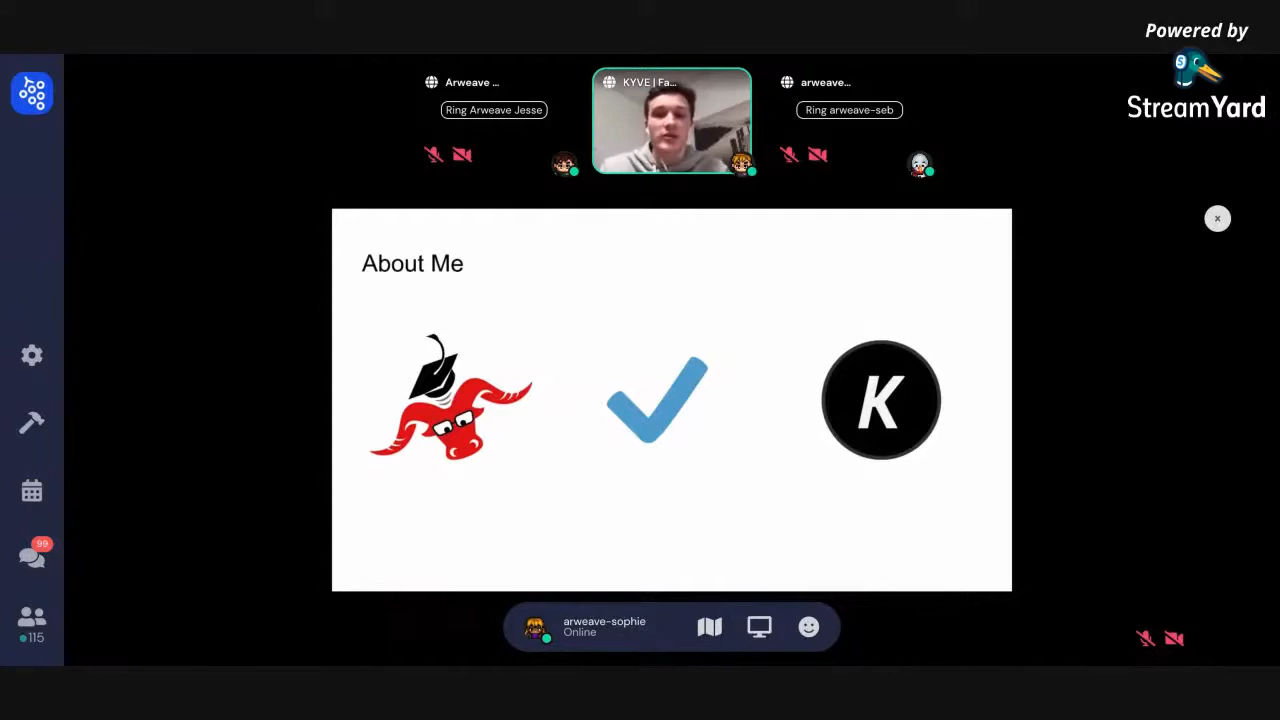 Powered by
StreamYard
Arweave ...
KYVE | Fa...
arweave...
Ring Arweave Jesse
Ring arweave-seb
×
About Me
K
99
115
arweave-sophie
Online